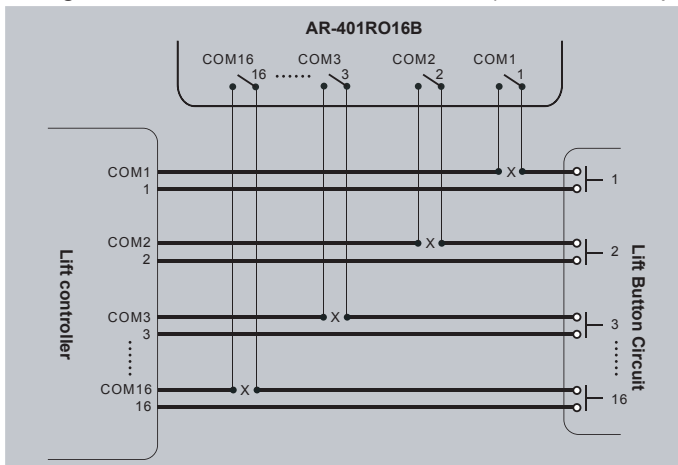 AR-401RO16B
COM16 COM3 COM2 COM1
16 ...... 3 2 1
COM1 X 1
1
COM2 X 2
2
Lift controller
Lift Button Circuit
COM3 X 3
3
...... ......
COM16 X 16
16